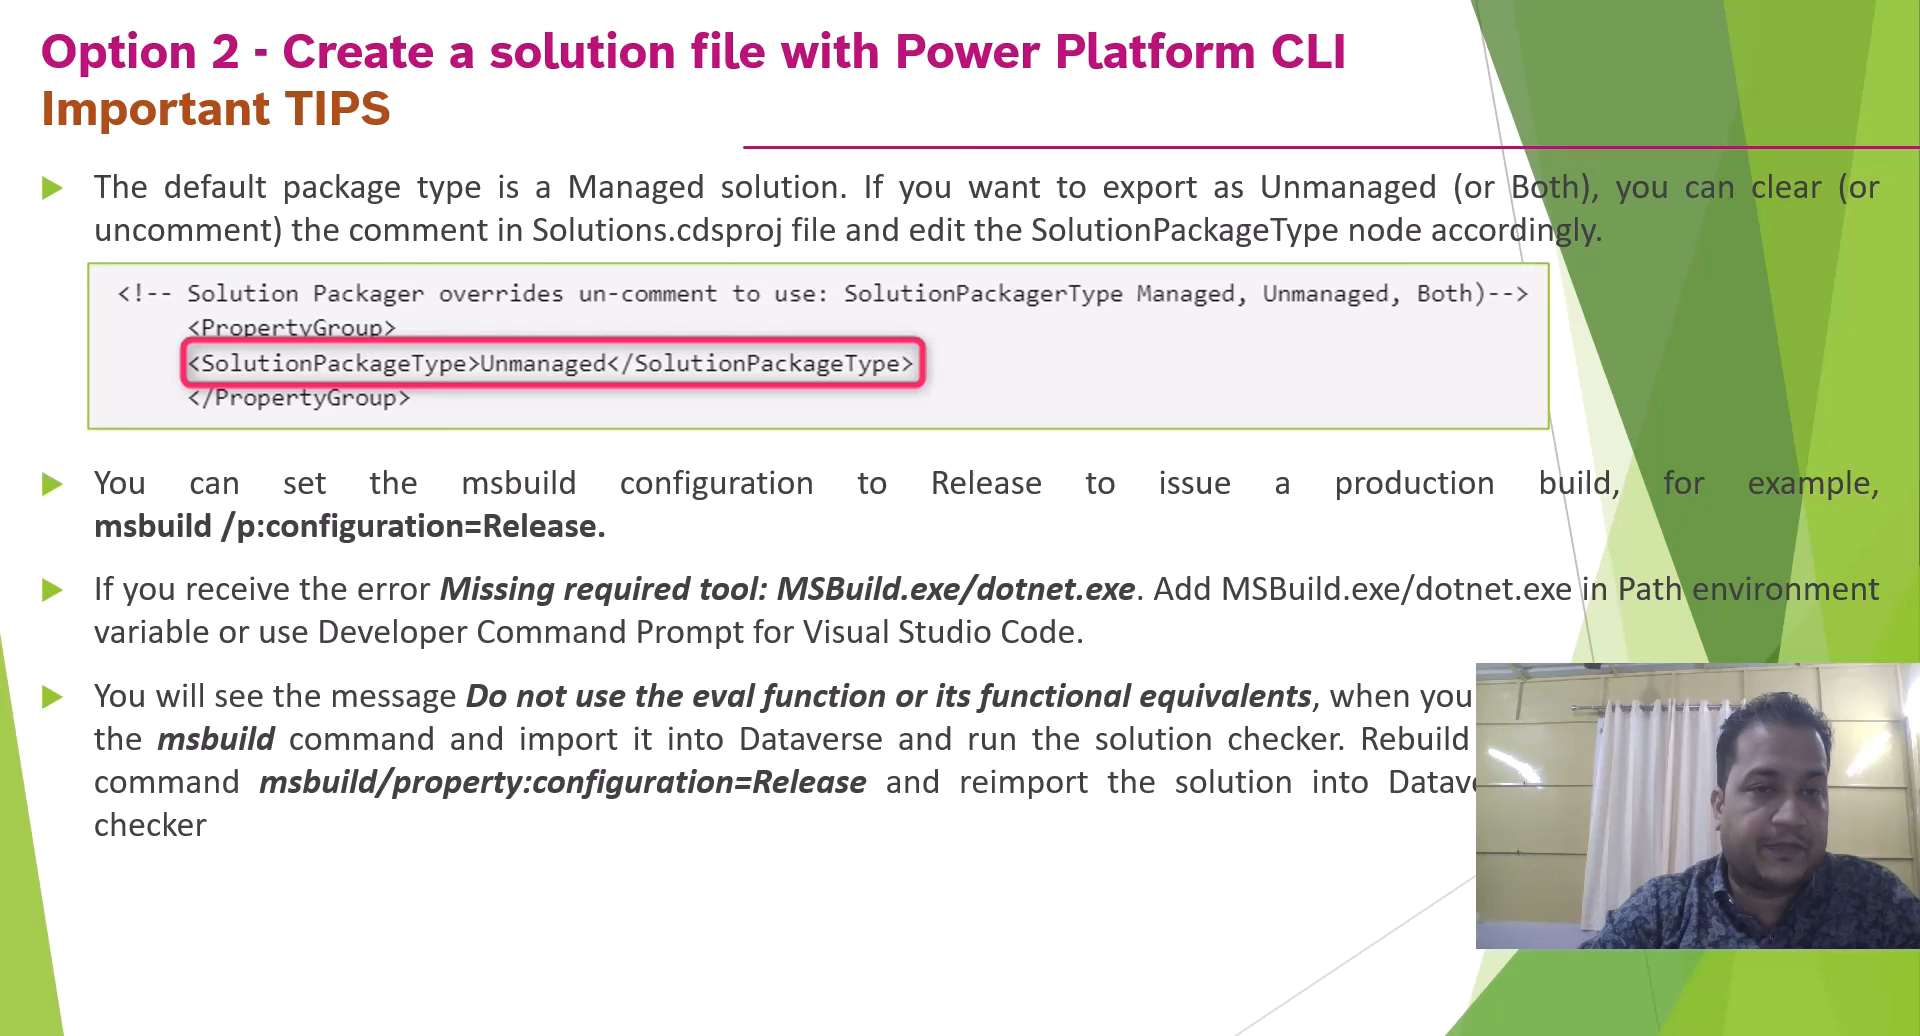 Option 2 - Create a solution file with Power Platform CLI
Important TIPS
The default package type is a Managed solution. If you want to export as Unmanaged (or Both), you can clear (or
uncomment) the comment in Solutions.cdsproj file and edit the SolutionPackageType node accordingly.
<!-- Solution Packager overrides un-comment to use: SolutionPackagerType Managed, Unmanaged, Both)-->
<PropertyGroup>
<SolutionPackageType>Unmanaged</SolutionPackageType>
</PropertyGroup>
You can set the msbuild configuration to Release to issue a production build, for example,
msbuild /p:configuration=Release.
If you receive the error Missing required tool: MSBuild.exe/dotnet.exe. Add MSBuild.exe/dotnet.exe in Path environment
variable or use Developer Command Prompt for Visual Studio Code.
You will see the message Do not use the eval function or its functional equivalents, when you
the msbuild command and import it into Dataverse and run the solution checker. Rebuild
command msbuild/property:configuration=Release and reimport the solution into
checker